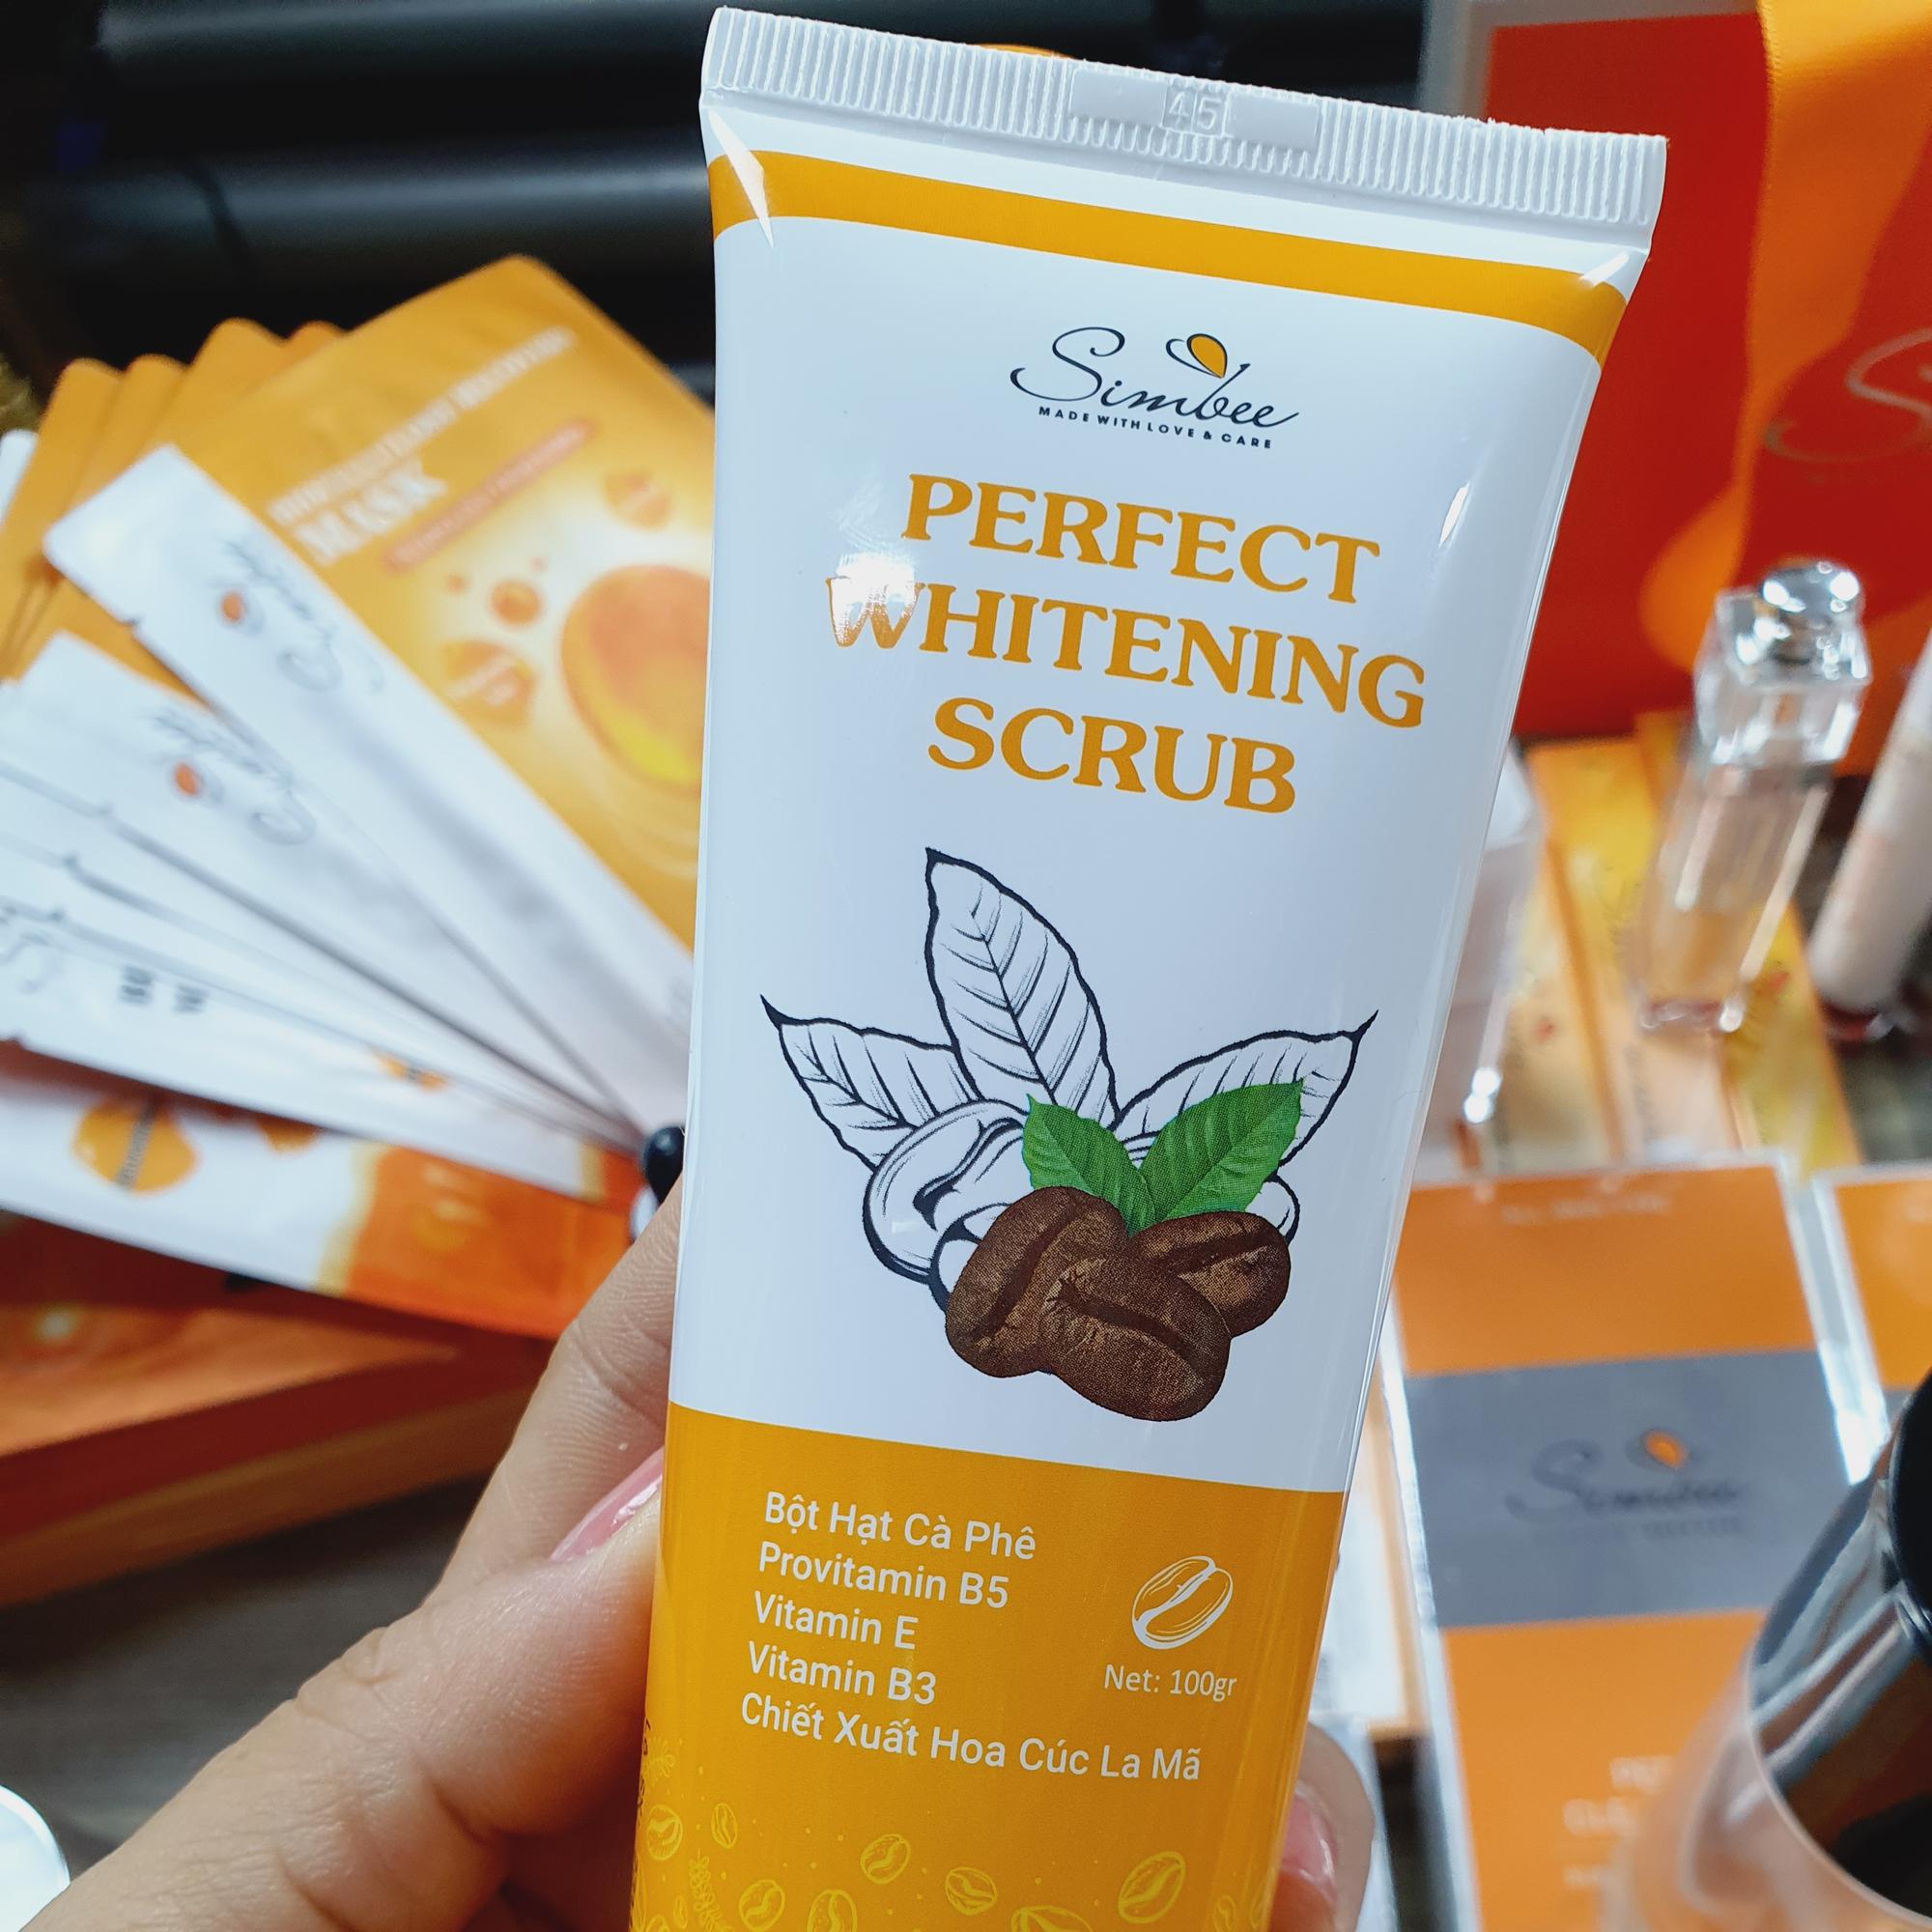 45
Simbee
MADE WITH LOVE & CARE
PERFECT
WHITENING
SCRUB
Bột Hạt Cà Phê
Provitamin B5
Vitamin E
Vitamin B3
Chiết Xuất Hoa Cúc La Mã
Net: 100gr
MASK
Simbee